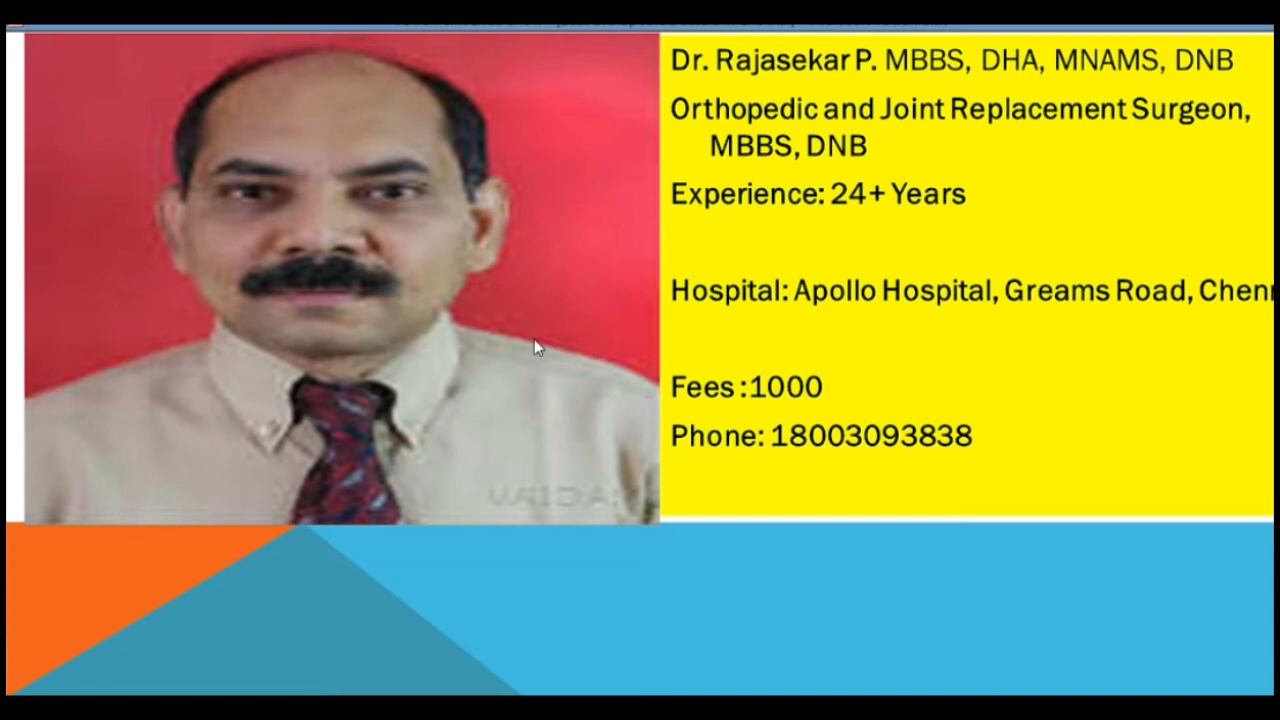 Dr. Rajasekar P. MBBS, DHA, MNAMS, DNB
Orthopedic and Joint Replacement Surgeon,
MBBS, DNB
Experience: 24+ Years
Hospital: Apollo Hospital, Greams Road,
Fees :1000
Phone: 18003093838